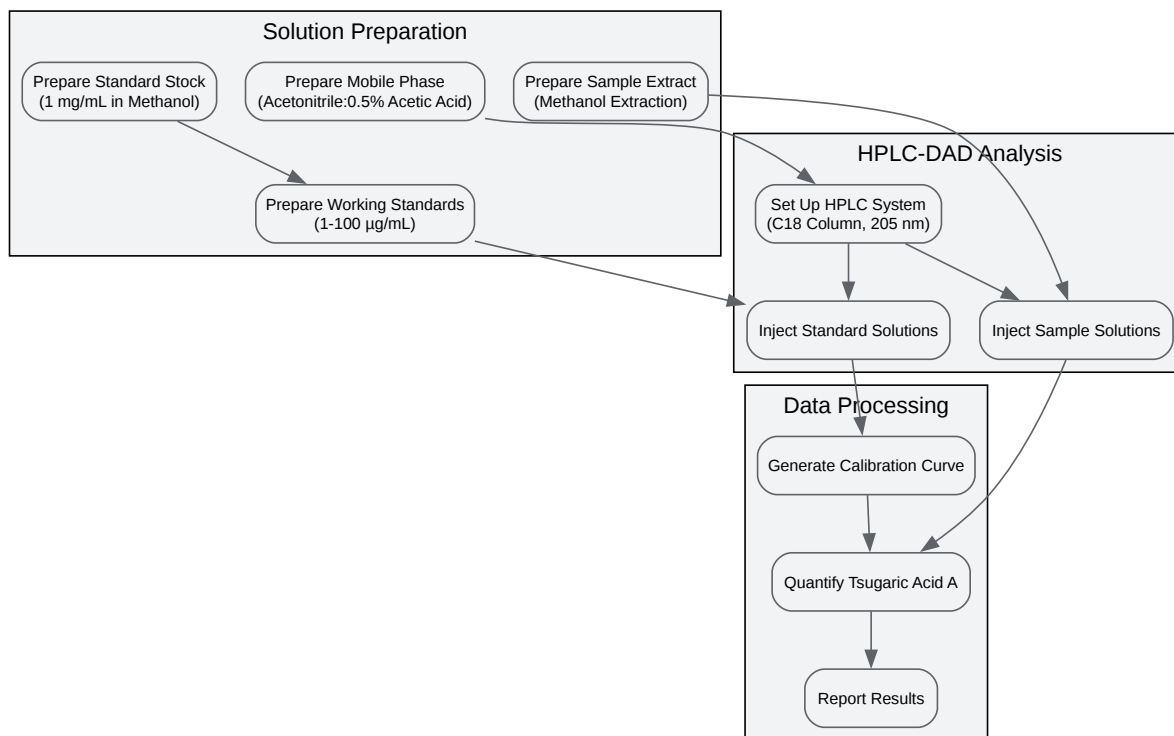 Solution Preparation
Prepare Standard Stock
(1 mg/mL in Methanol)
Prepare Mobile Phase
(Acetonitrile:0.5% Acetic Acid)
Prepare Sample Extract
(Methanol Extraction)
Prepare Working Standards
(1-100 µg/mL)
HPLC-DAD Analysis
Set Up HPLC System
(C18 Column, 205 nm)
Inject Standard Solutions
Inject Sample Solutions
Data Processing
Generate Calibration Curve
Quantify Tsugaric Acid A
Report Results